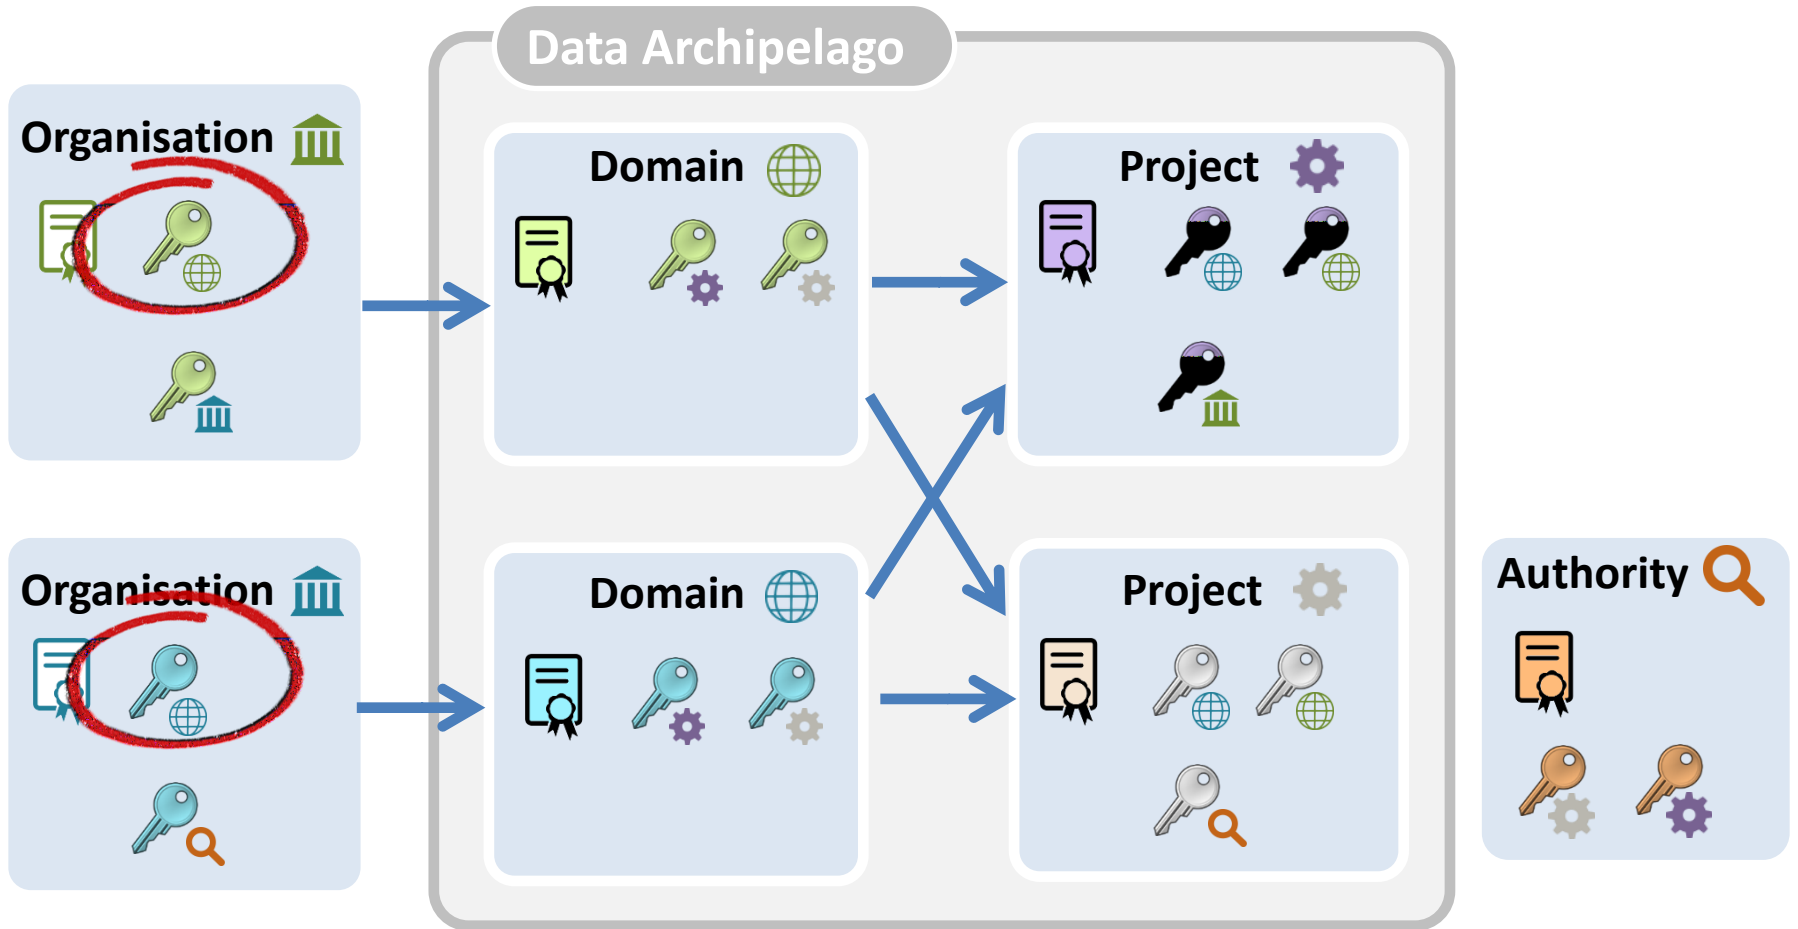 Data Archipelago
Organisation
Domain
Project
Organisation
Domain
Project
Authority